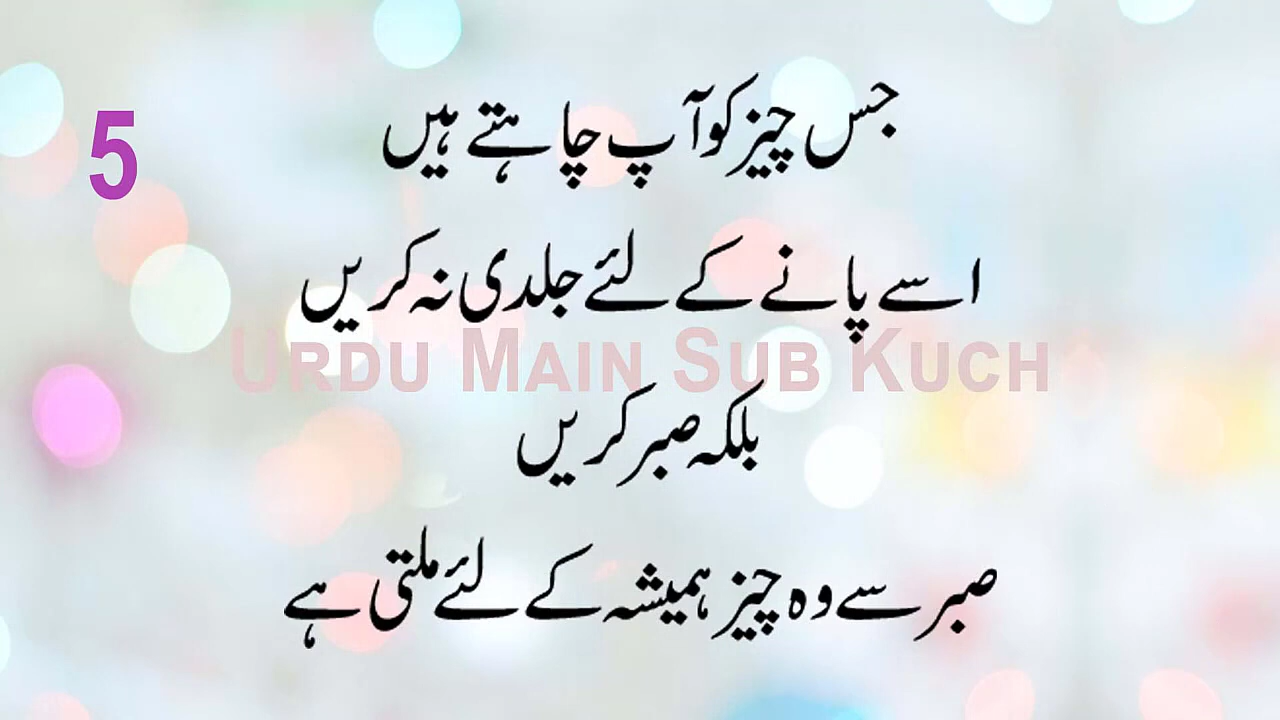 5
جس چیز کو آپ چاہتے ہیں
اسے پانے کے لئے جلدی نہ کریں
URDU MAIN SUB KUCH
بلکہ صبر کریں
صبر سے وہ چیز ہمیشہ کے لئے ملتی ہے